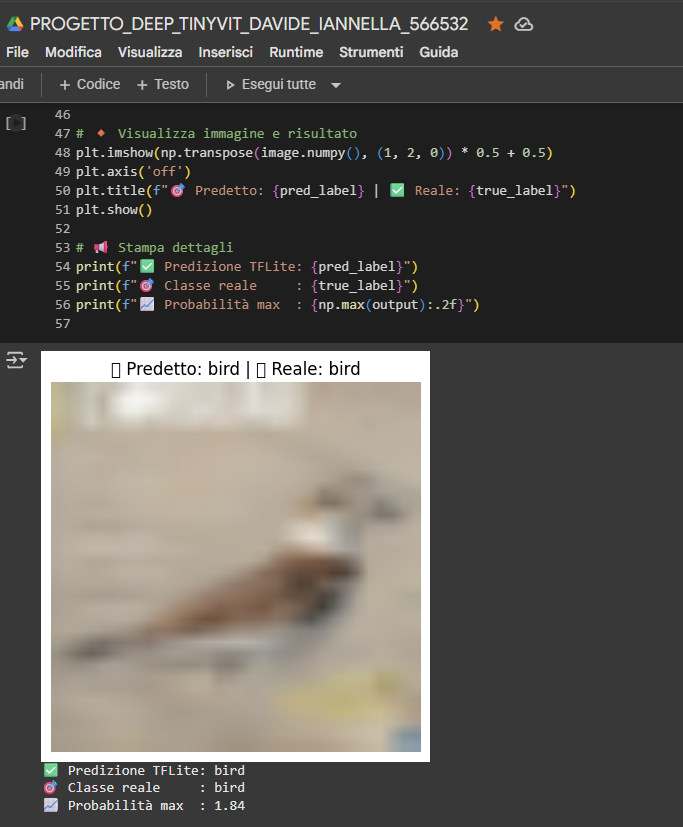 PROGETTO_DEEP_TINYVIT_DAVIDE_IANNELLA_566532
File Modifica Visualizza Inserisci Runtime Strumenti Guida
andi + Codice + Testo Esegui tutte
46
47 # 🔸 Visualizza immagine e risultato
48 plt.imshow(np.transpose(image.numpy(), (1, 2, 0)) * 0.5 + 0.5)
49 plt.axis('off')
50 plt.title(f"🎯 Predetto: {pred_label} | ✅ Reale: {true_label}")
51 plt.show()
52
53 # 📢 Stampa dettagli
54 print(f"✅ Predizione TFLite: {pred_label}")
55 print(f"🎯 Classe reale     : {true_label}")
56 print(f"📈 Probabilità max  : {np.max(output):.2f}")
57
▯ Predetto: bird | ▯ Reale: bird
✅ Predizione TFLite: bird
🎯 Classe reale     : bird
📈 Probabilità max  : 1.84